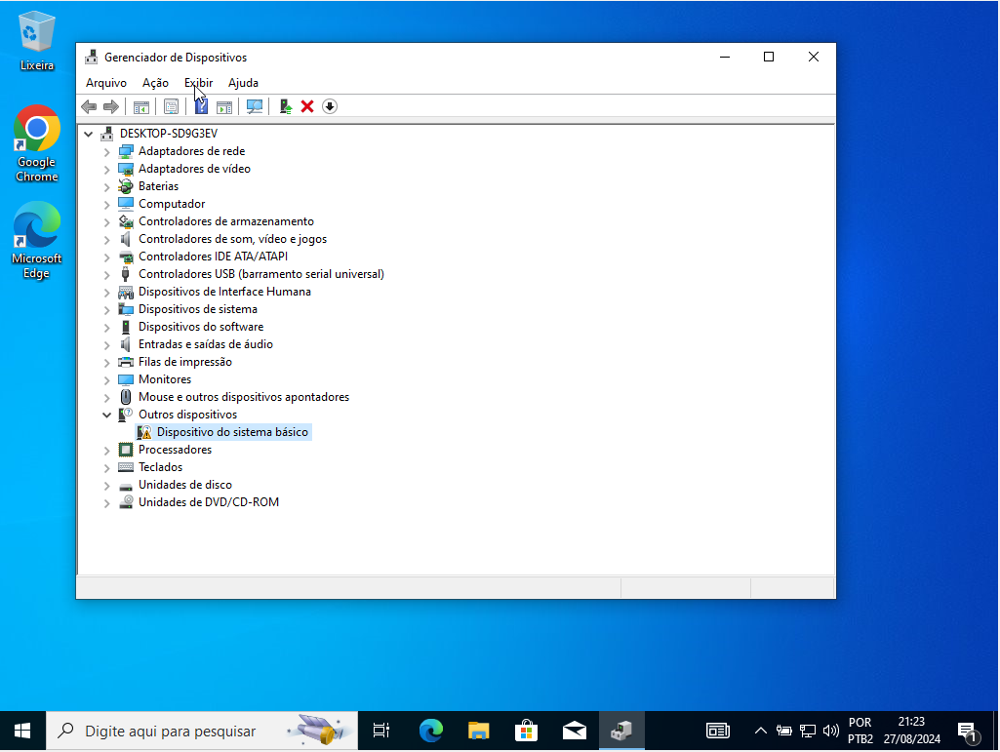 Lixeira
Google
Chrome
Microsoft
Edge
Gerenciador de Dispositivos
Arquivo Ação Exibir Ajuda
DESKTOP-SD9G3EV
Adaptadores de rede
Adaptadores de vídeo
Baterias
Computador
Controladores de armazenamento
Controladores de som, vídeo e jogos
Controladores IDE ATA/ATAPI
Controladores USB (barramento serial universal)
Dispositivos de Interface Humana
Dispositivos de sistema
Dispositivos do software
Entradas e saídas de áudio
Filas de impressão
Monitores
Mouse e outros dispositivos apontadores
Outros dispositivos
Dispositivo do sistema básico
Processadores
Teclados
Unidades de disco
Unidades de DVD/CD-ROM
Digite aqui para pesquisar
POR
PTB2
21:23
27/08/2024
1